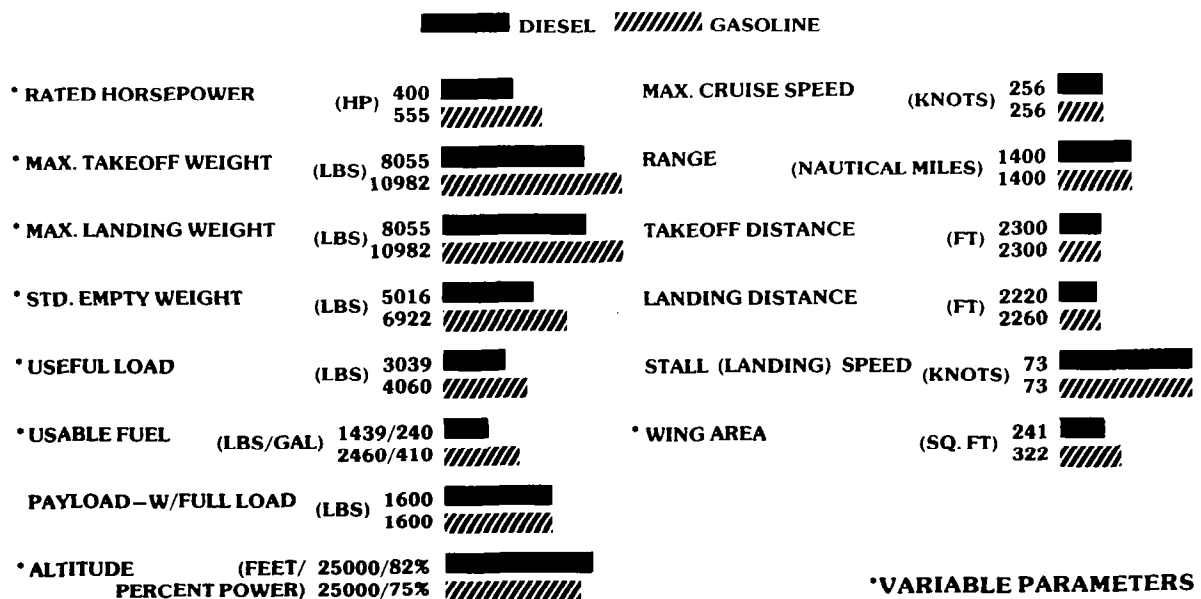 DIESEL GASOLINE
* RATED HORSEPOWER (HP) 400
555
* MAX. TAKEOFF WEIGHT (LBS) 8055
10982
* MAX. LANDING WEIGHT (LBS) 8055
10982
* STD. EMPTY WEIGHT (LBS) 5016
6922
* USEFUL LOAD (LBS) 3039
4060
* USABLE FUEL (LBS/GAL) 1439/240
2460/410
PAYLOAD–W/FULL LOAD (LBS) 1600
1600
* ALTITUDE (FEET/ 25000/82%
PERCENT POWER) 25000/75%
MAX. CRUISE SPEED (KNOTS) 256
256
RANGE (NAUTICAL MILES) 1400
1400
TAKEOFF DISTANCE (FT) 2300
2300
LANDING DISTANCE (FT) 2220
2260
STALL (LANDING) SPEED (KNOTS) 73
73
* WING AREA (SQ. FT) 241
322
*VARIABLE PARAMETERS